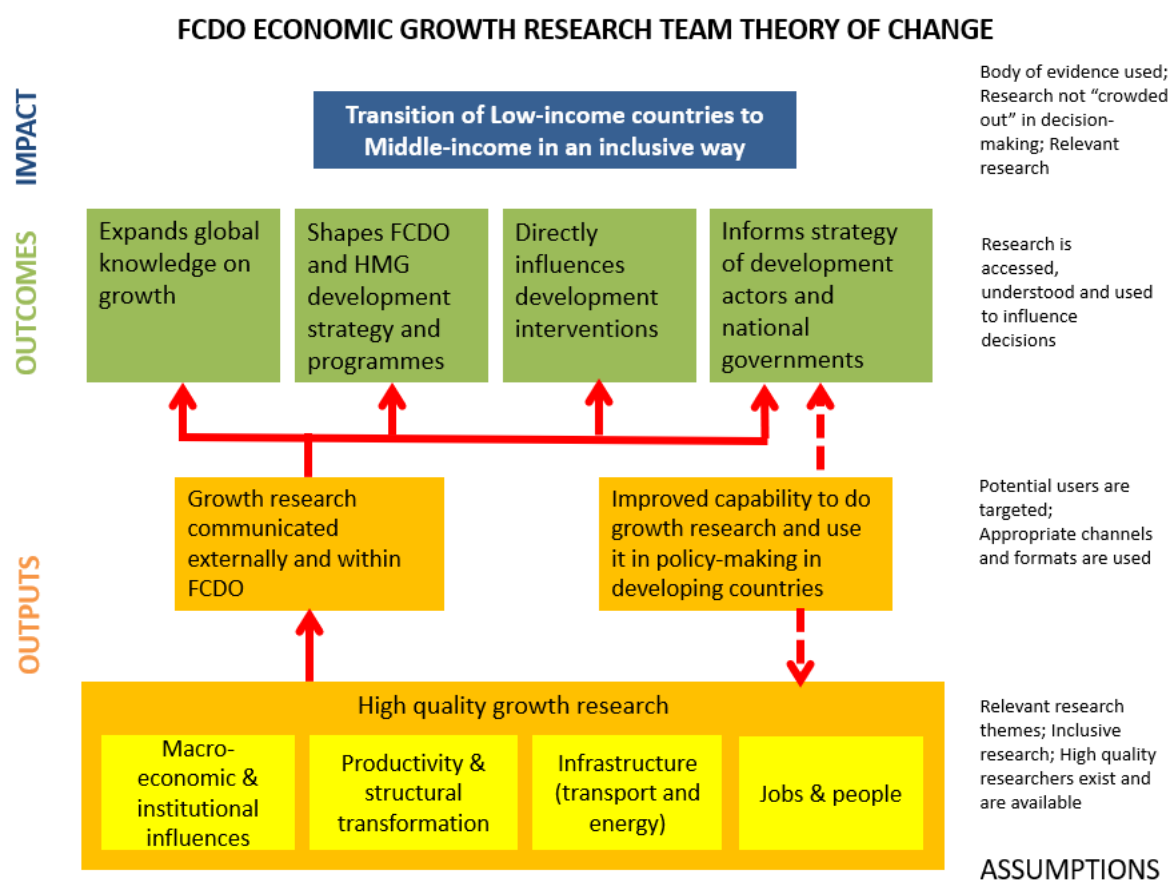 FCDO ECONOMIC GROWTH RESEARCH TEAM THEORY OF CHANGE
IMPACT
Transition of Low-income countries to
Middle-income in an inclusive way
Body of evidence used;
Research not “crowded
out” in decision-
making; Relevant
research
OUTCOMES
Expands global
knowledge on
growth
Shapes FCDO
and HMG
development
strategy and
programmes
Directly
influences
development
interventions
Informs strategy
of development
actors and
national
governments
Research is
accessed,
understood and used
to influence
decisions
OUTPUTS
Growth research
communicated
externally and within
FCDO
Improved capability to do
growth research and use
it in policy-making in
developing countries
Potential users are
targeted;
Appropriate channels
and formats are used
High quality growth research
Macro-
economic &
institutional
influences
Productivity &
structural
transformation
Infrastructure
(transport and
energy)
Jobs & people
Relevant research
themes; Inclusive
research; High quality
researchers exist and
are available
ASSUMPTIONS